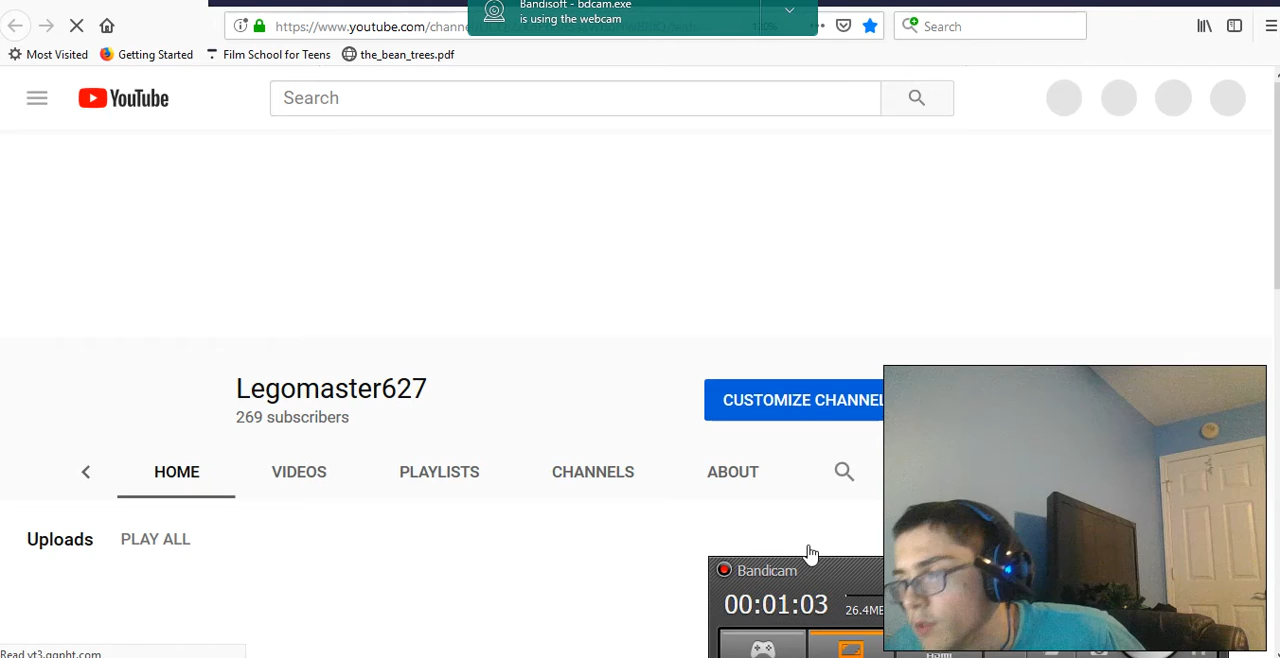 Bandisoft - bdcam.exe
is using the webcam
https://www.youtube.com/channel
120%
Search
Most Visited
Getting Started
Film School for Teens
the_bean_trees.pdf
YouTube
Search
Legomaster627
269 subscribers
CUSTOMIZE CHANNEL
HOME
VIDEOS
PLAYLISTS
CHANNELS
ABOUT
Uploads
PLAY ALL
Bandicam
00:01:03
26.4MB
Read yt3.ggpht.com